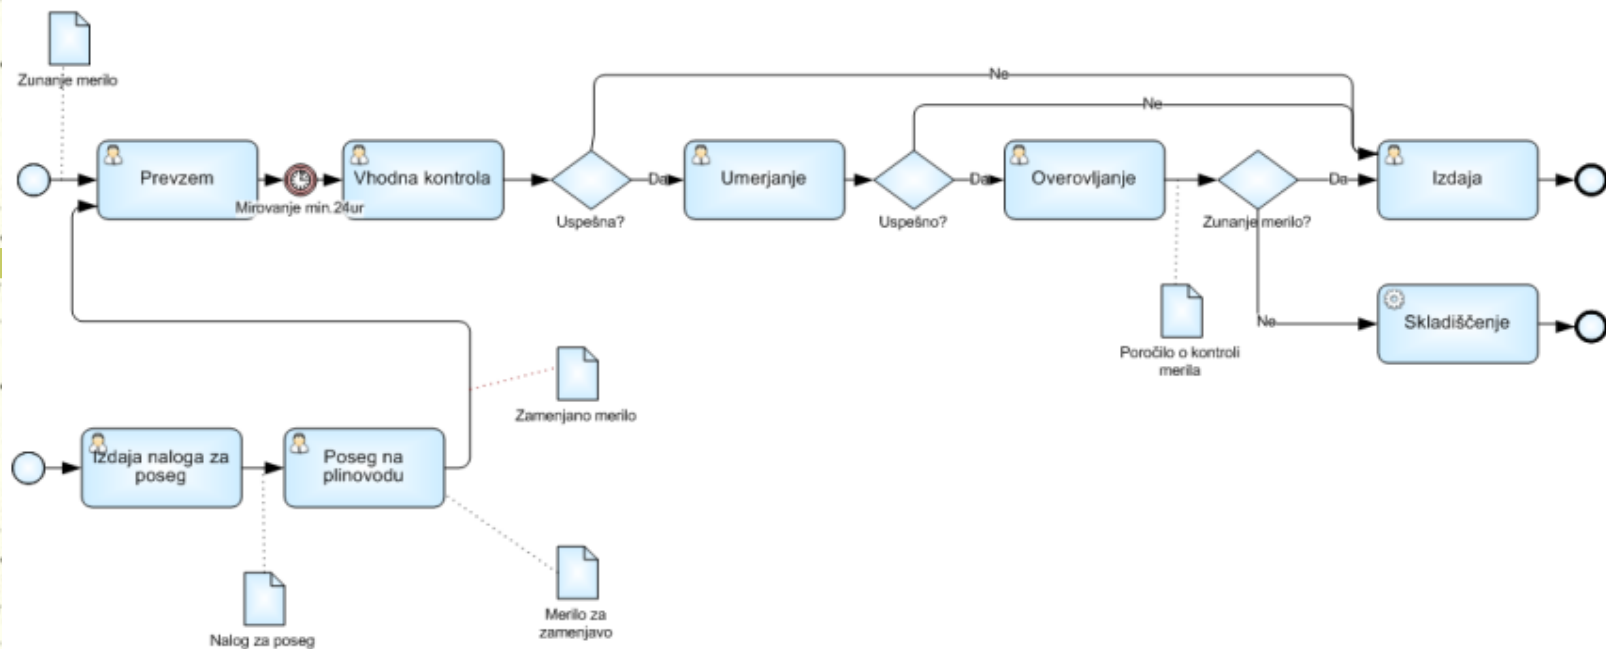 Zunanje merilo
Ne
Ne
Prevzem
Mirovanje min.24ur
Vhodna kontrola
Uspešna?
Da
Umerjanje
Uspešno?
Da
Overovljanje
Zunanje merilo?
Da
Izdaja
Ne
Skladiščenje
Poročilo o kontroli
merila
Zamenjano merilo
Izdaja naloga za
poseg
Poseg na
plinovodu
Nalog za poseg
Merilo za
zamenjavo